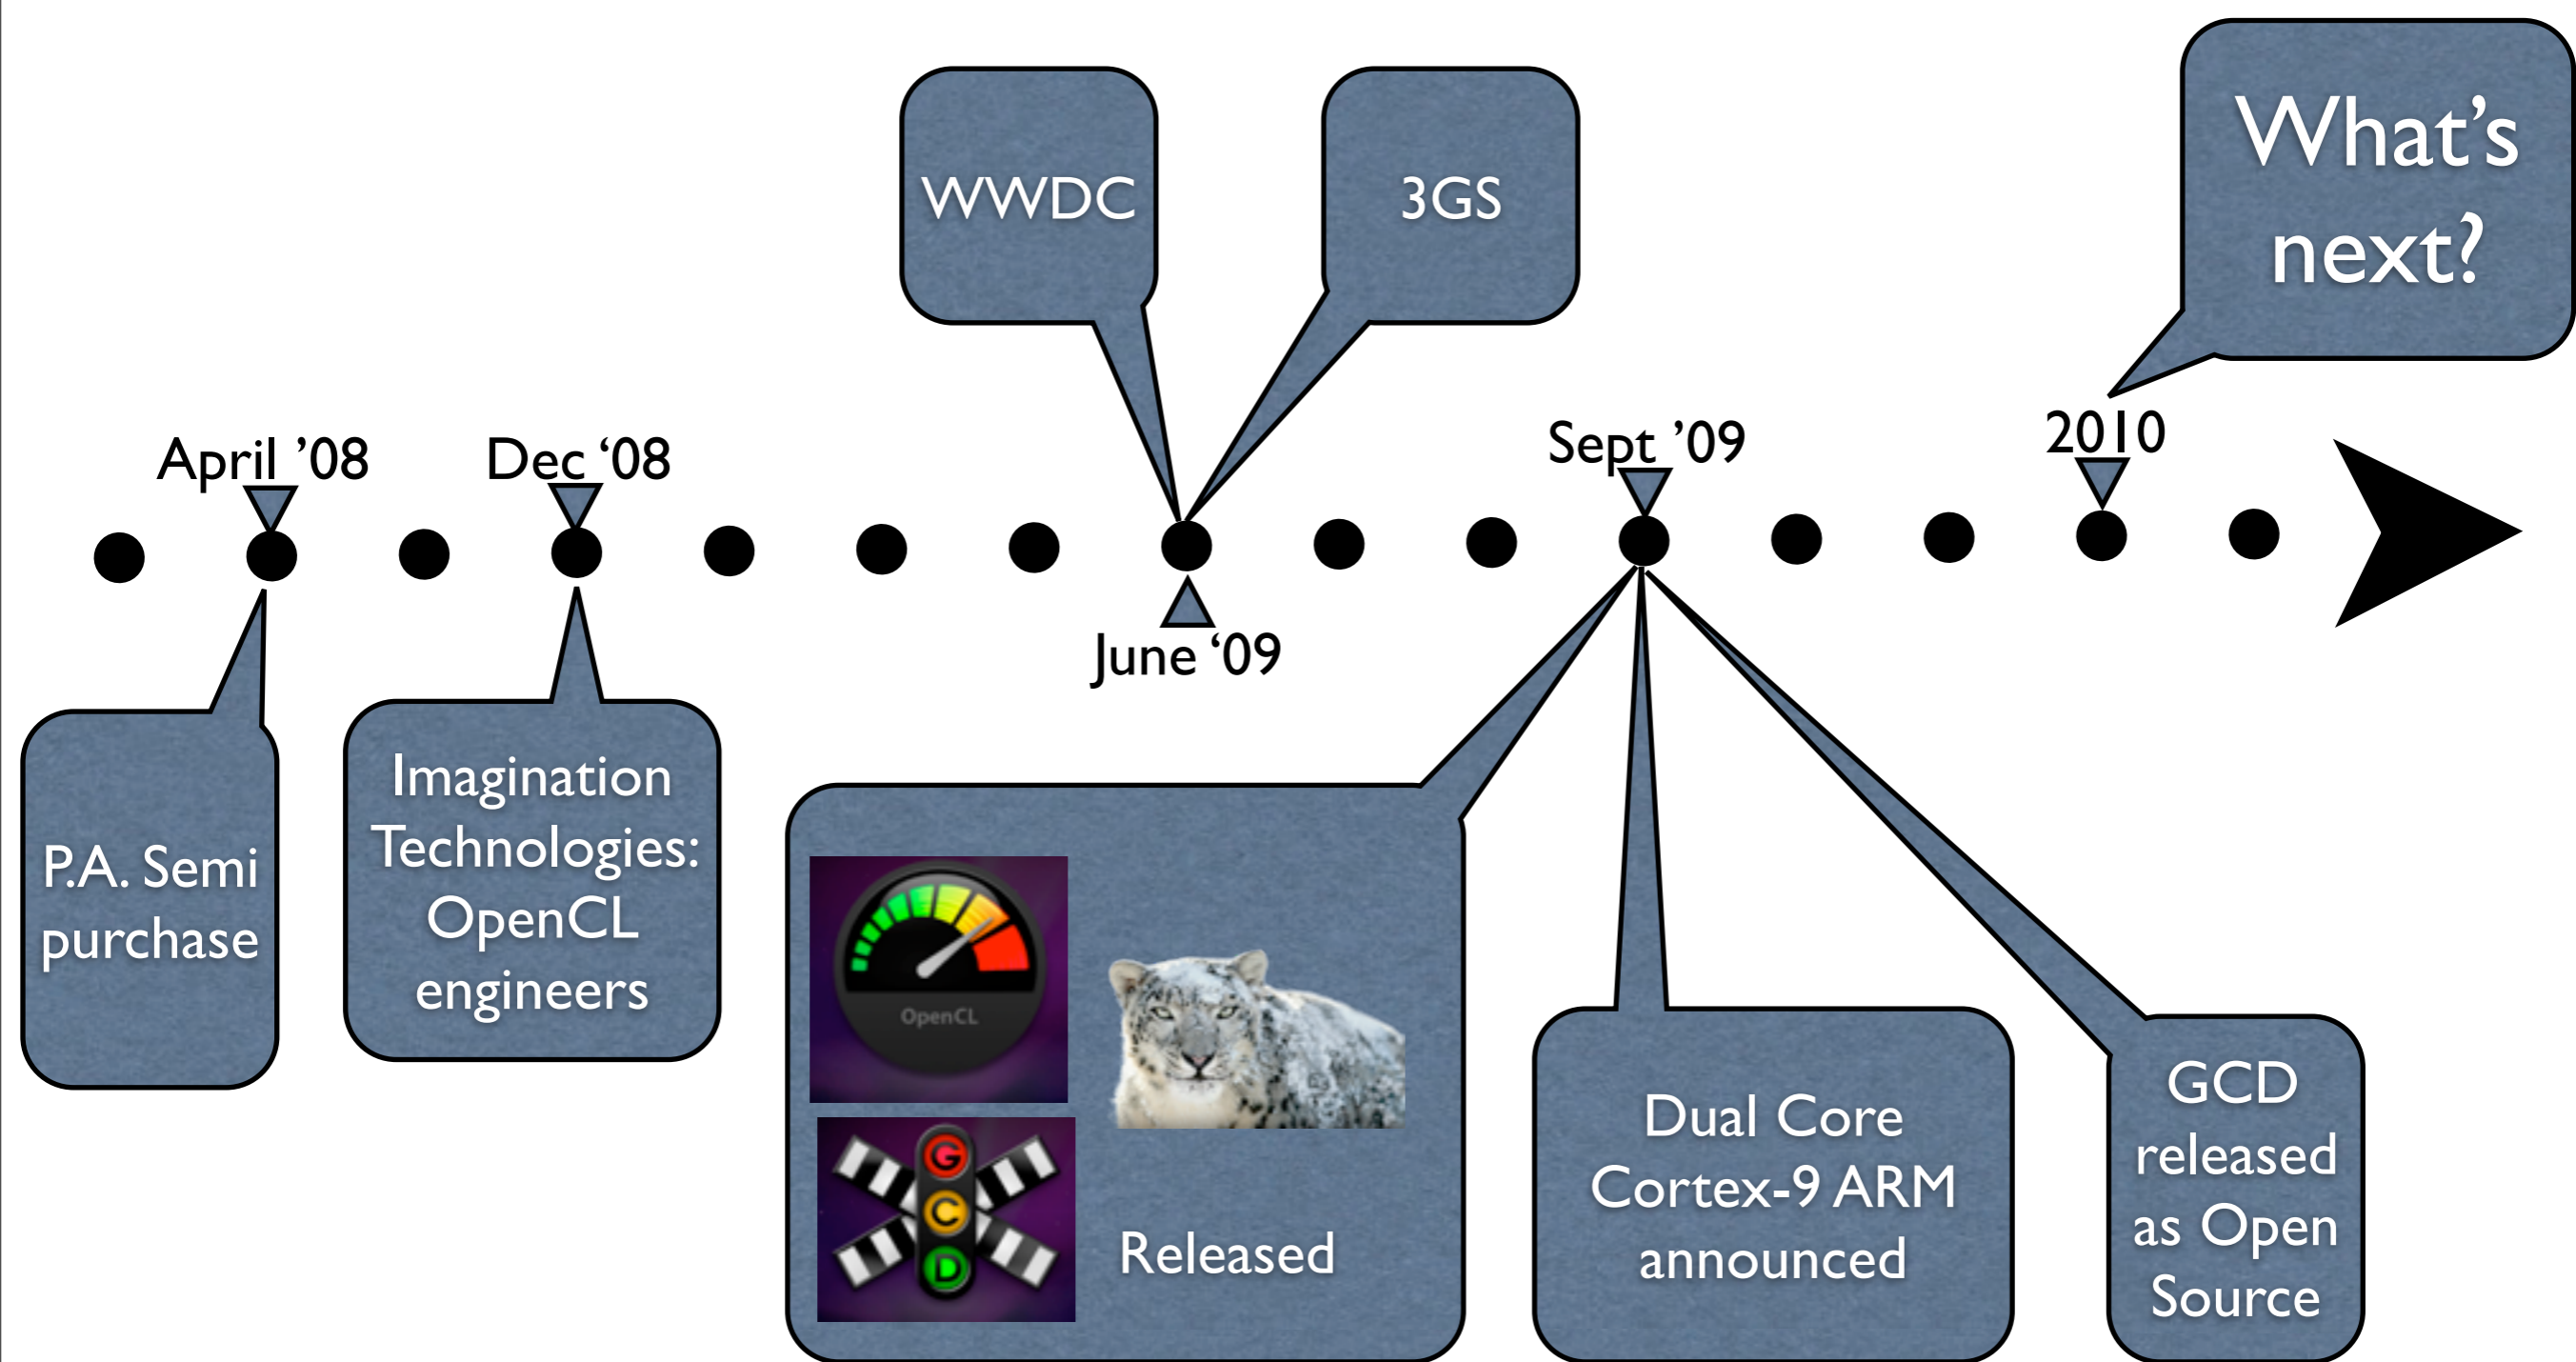 What's
next?
WWDC
3GS
April ’08
Dec ‘08
Sept ’09
2010
June ‘09
P.A. Semi
purchase
Imagination
Technologies:
OpenCL
engineers
OpenCL
G
C
D
Released
Dual Core
Cortex-9 ARM
announced
GCD
released
as Open
Source